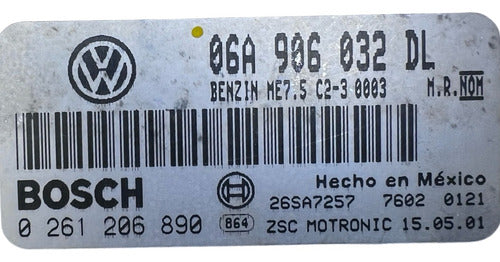 06A 906 032 DL
BENZIN ME7.5 C2-3 0003 M.R.NOM
BOSCH Hecho en México
26SA7257 7602 0121
0 261 206 890 864 ZSC MOTRONIC 15.05.01